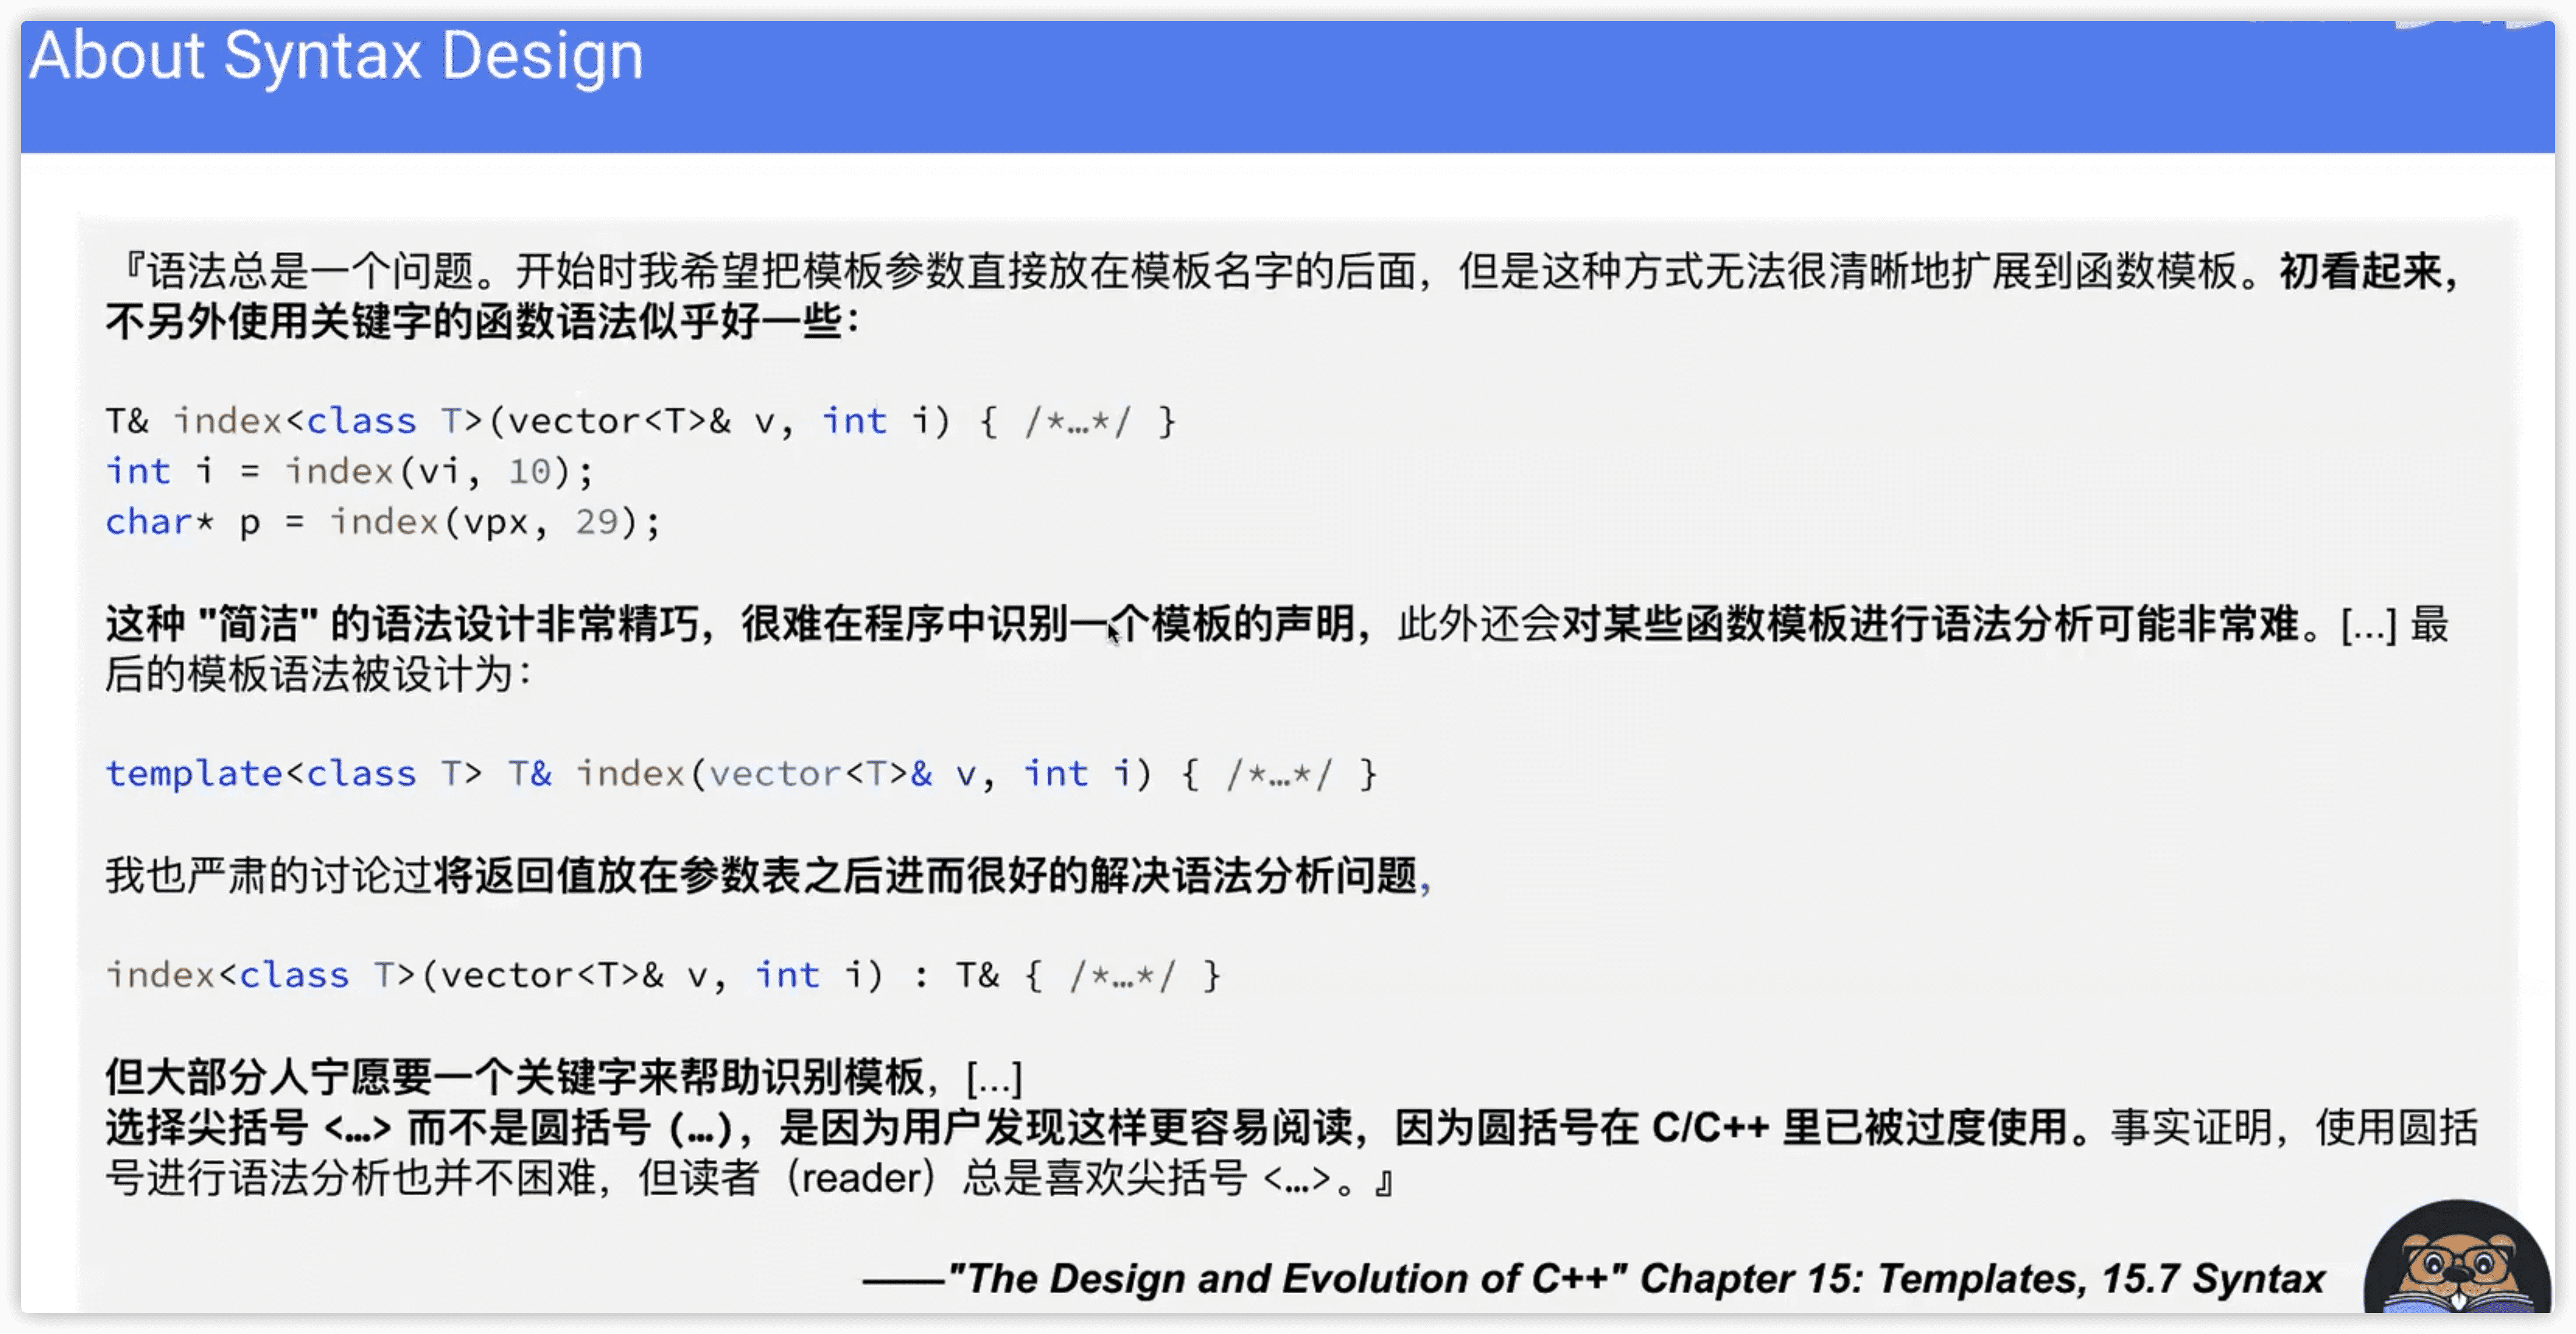 About Syntax Design
『语法总是一个问题。开始时我希望把模板参数直接放在模板名字的后面，但是这种方式无法很清晰地扩展到函数模板。初看起来，
不另外使用关键字的函数语法似乎好一些：
T& index<class T>(vector<T>& v, int i) { /*…*/ }
int i = index(vi, 10);
char* p = index(vpx, 29);
这种 "简洁" 的语法设计非常精巧，很难在程序中识别一个模板的声明，此外还会对某些函数模板进行语法分析可能非常难。[...] 最
后的模板语法被设计为：
template<class T> T& index(vector<T>& v, int i) { /*…*/ }
我也严肃的讨论过将返回值放在参数表之后进而很好的解决语法分析问题，
index<class T>(vector<T>& v, int i) : T& { /*…*/ }
但大部分人宁愿要一个关键字来帮助识别模板，[...]
选择尖括号 <...> 而不是圆括号 (...)，是因为用户发现这样更容易阅读，因为圆括号在 C/C++ 里已被过度使用。事实证明，使用圆括
号进行语法分析也并不困难，但读者（reader）总是喜欢尖括号 <...>。』
——"The Design and Evolution of C++" Chapter 15: Templates, 15.7 Syntax